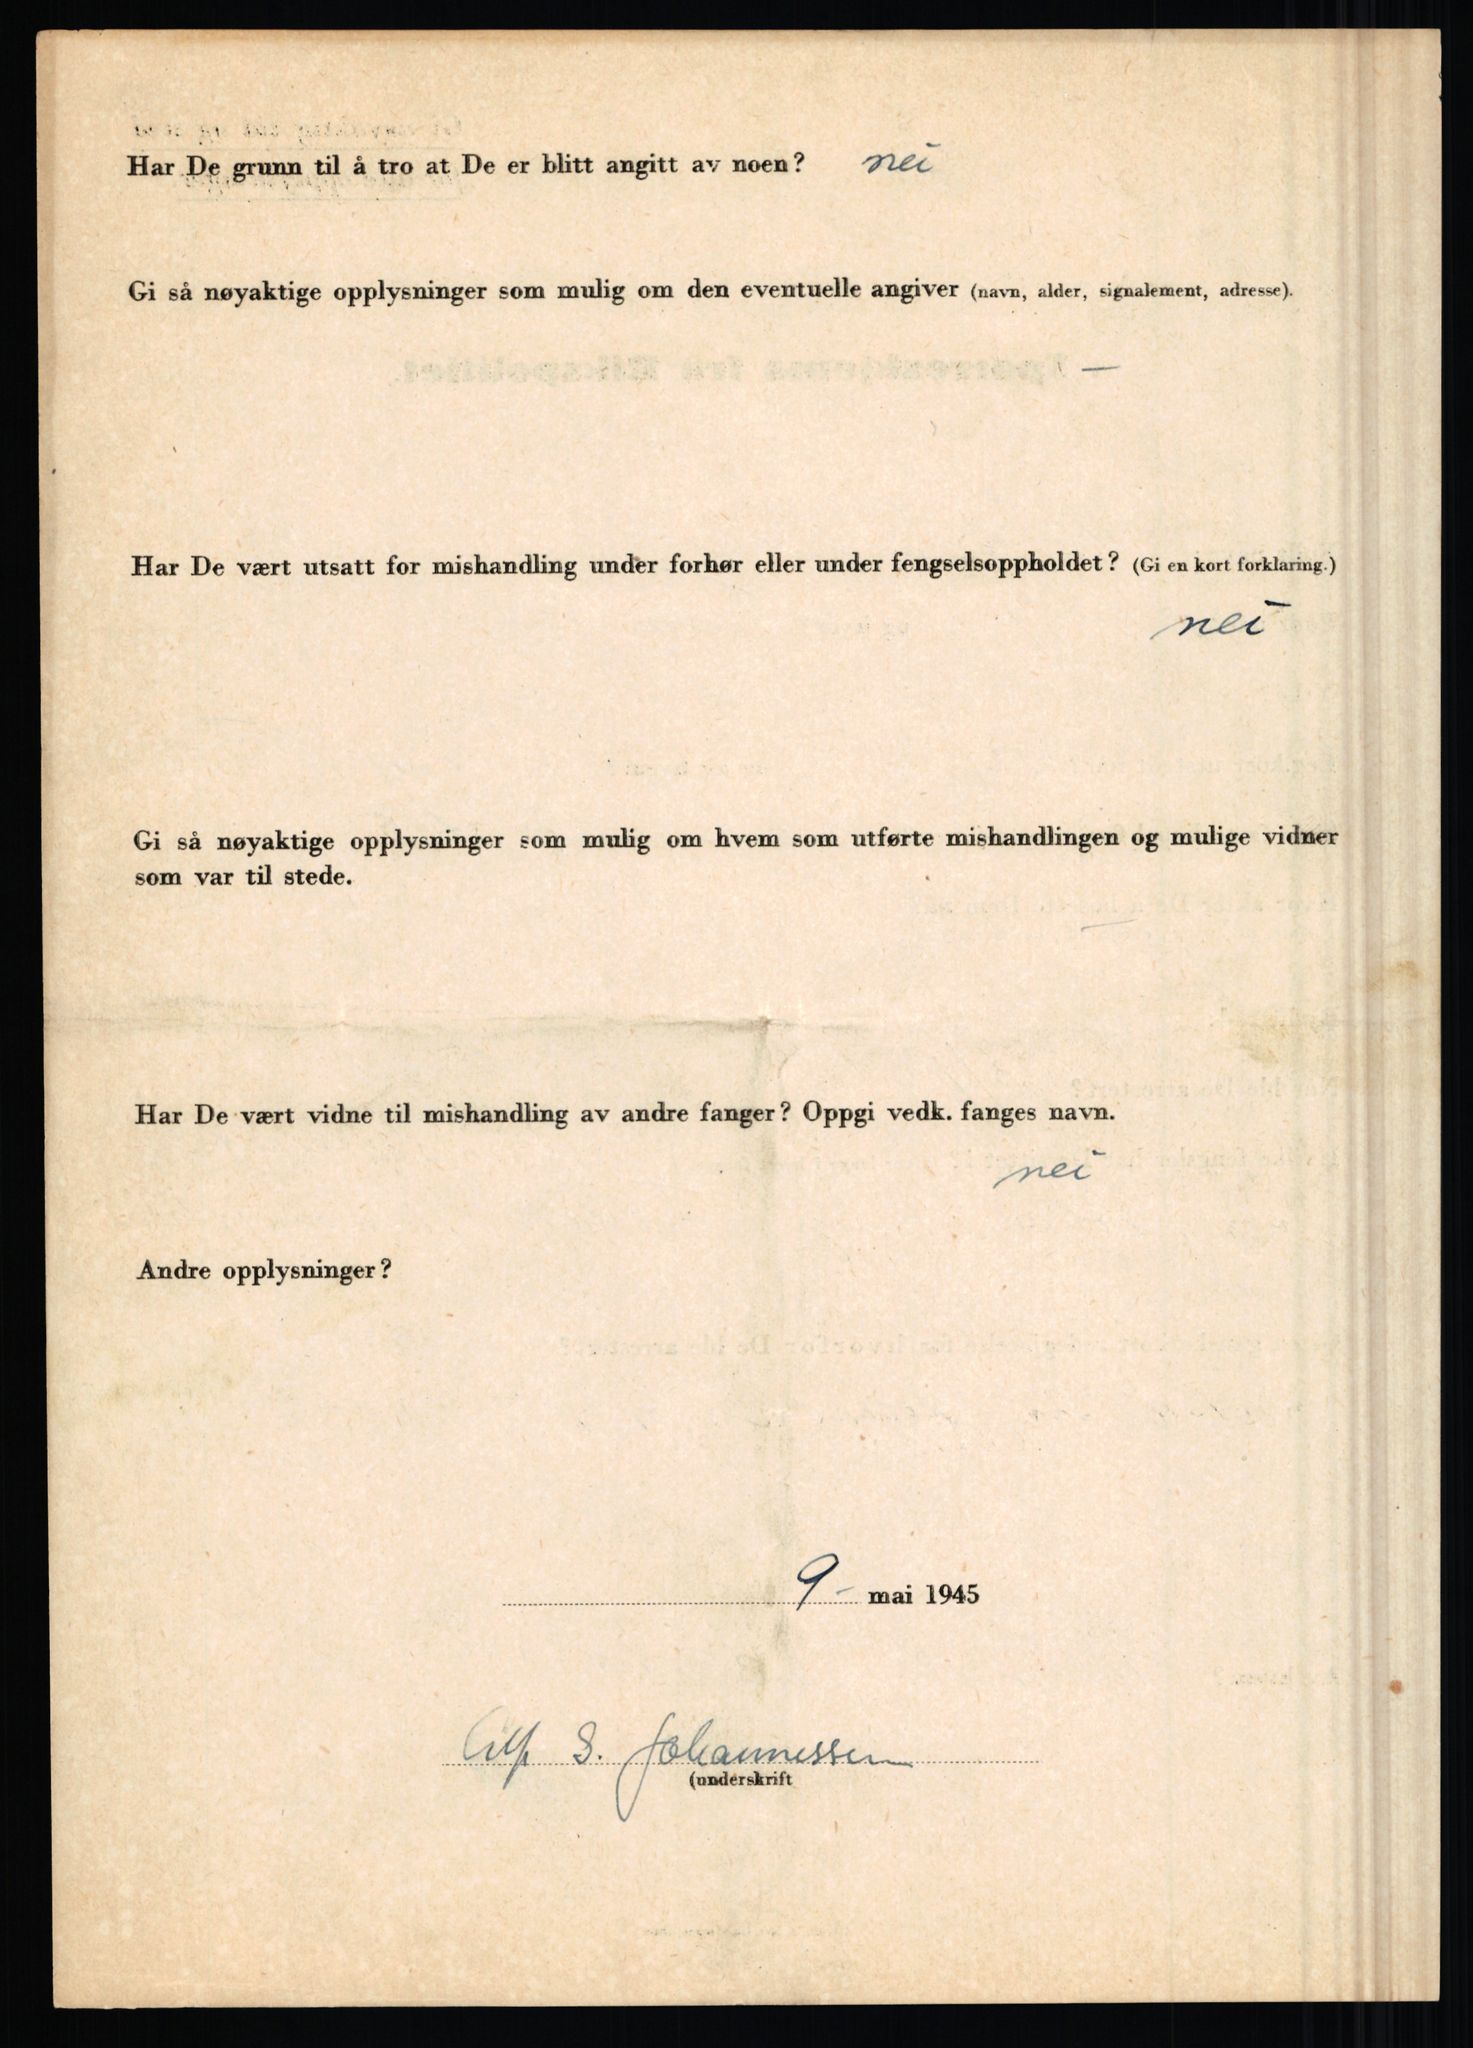 Har De grunn til å tro at De er blitt angitt av noen? nei
Gi så nøyaktige opplysninger som mulig om den eventuelle angiver (navn, alder, signalement, adresse).
—
Har De vært utsatt for mishandling under forhør eller under fengselsoppholdet? (Gi en kort forklaring.)
nei
Gi så nøyaktige opplysninger som mulig om hvem som utførte mishandlingen og mulige vidner
som var til stede.
Har De vært vidne til mishandling av andre fanger? Oppgi vedk. fanges navn.
nei
Andre opplysninger?
9- mai 1945
Alf S. Johannessen
(underskrift